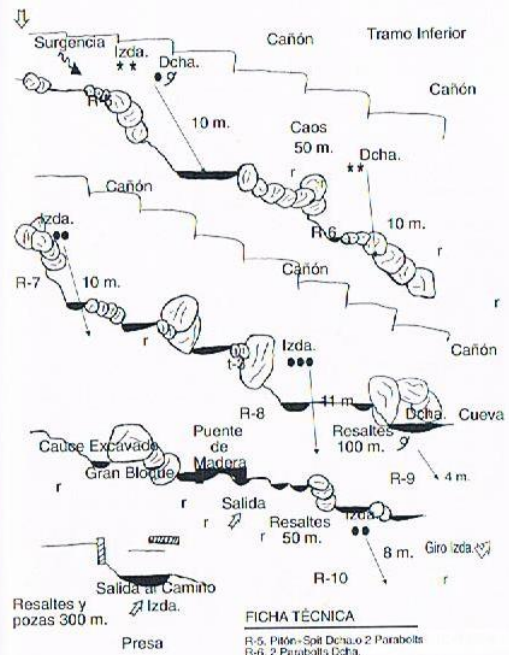 Surgencia
Izda.
Dcha.
Cañón
Tramo Inferior
Cañón
R-5
10 m.
Caos
50 m.
r
Dcha.
R-6
10 m.
r
r
Cañón
Izda.
R-7
10 m.
r
Cañón
Izda.
R-8
11 m.
Cañón
Dcha.
Cueva
Resaltes
100 m.
R-9
4 m.
Cauce Excavado
Gran Bloque
Puente
de
Madera
r
r
r
Salida
r
Resaltes
50 m.
Izda.
8 m.
Giro Izda.
R-10
r
Salida al Camino
Izda.
Resaltes y
pozas 300 m.
Presa
FICHA TÉCNICA
R-5. Pitón+Spit Dcha.o 2 Parabolts
R-6. 2 Parabolts Dcha.